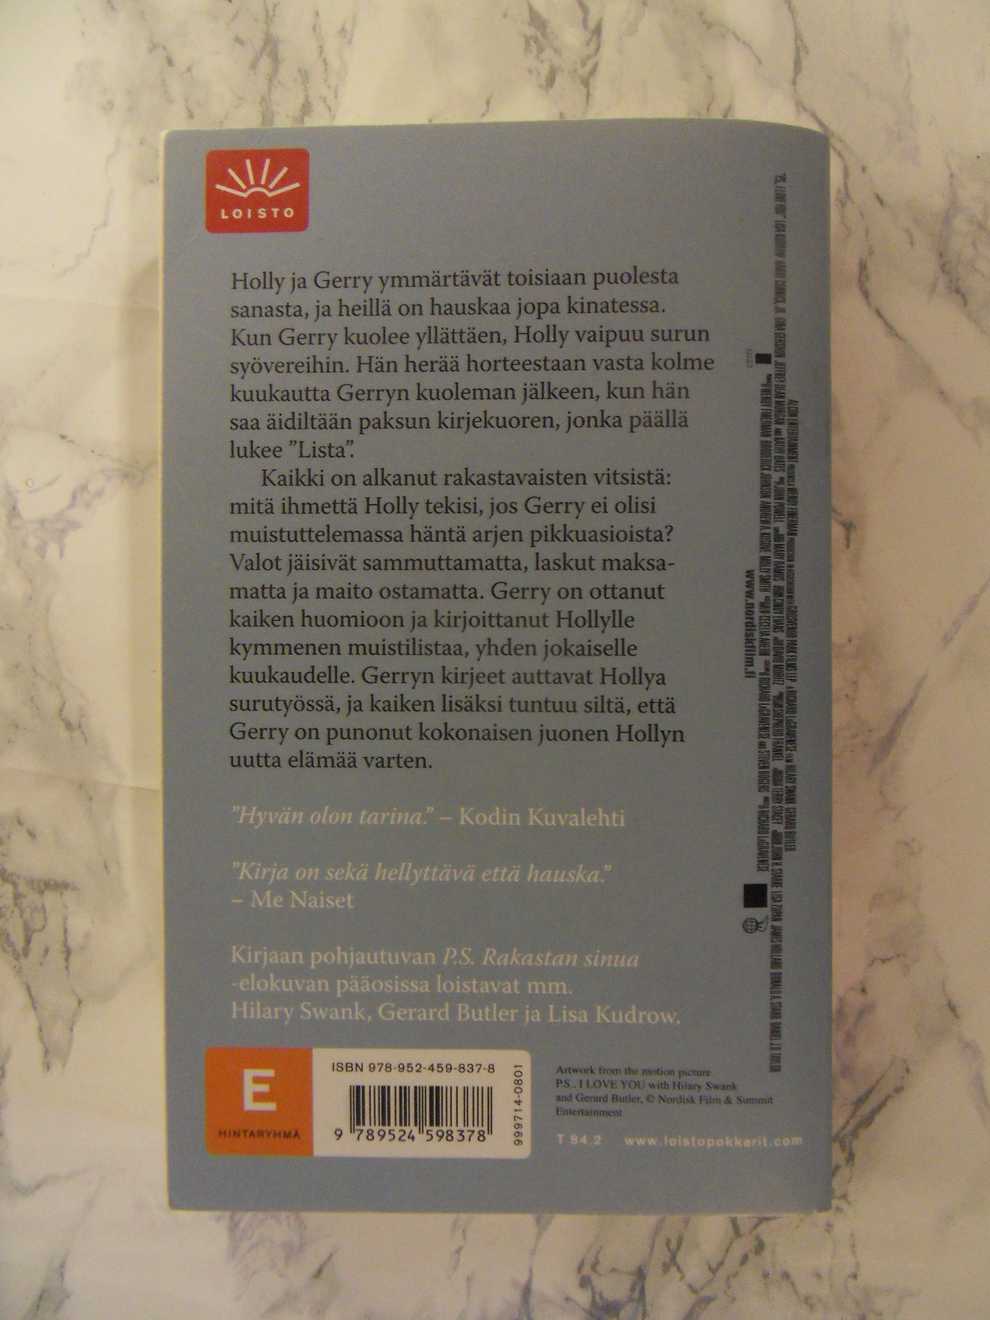 LOISTO
Holly ja Gerry ymmärtävät toisiaan puolesta
sanasta, ja heillä on hauskaa jopa kinatessa.
Kun Gerry kuolee yllättäen, Holly vaipuu surun
syövereihin. Hän herää horteestaan vasta kolme
kuukautta Gerryn kuoleman jälkeen, kun hän
saa äidiltään paksun kirjekuoren, jonka päällä
lukee ”Lista”.
Kaikki on alkanut rakastavaisten vitsistä:
mitä ihmettä Holly tekisi, jos Gerry ei olisi
muistuttelemassa häntä arjen pikkuasioista?
Valot jäisivät sammuttamatta, laskut maksa-
matta ja maito ostamatta. Gerry on ottanut
kaiken huomioon ja kirjoittanut Hollylle
kymmenen muistilistaa, yhden jokaiselle
kuukaudelle. Gerryn kirjeet auttavat Hollya
surutyössä, ja kaiken lisäksi tuntuu siltä, että
Gerry on punonut kokonaisen juonen Hollyn
uutta elämää varten.
”Hyvän olon tarina.” – Kodin Kuvalehti
”Kirja on sekä hellyttävä että hauska.”
– Me Naiset
Kirjaan pohjautuvan P.S. Rakastan sinua
-elokuvan pääosissa loistavat mm.
Hilary Swank, Gerard Butler ja Lisa Kudrow.
E
HINTARYHMÄ
ISBN 978-952-459-837-8
9 789524 598378
999714-0801
Artwork from the motion picture
P.S., I LOVE YOU with Hilary Swank
and Gerard Butler, © Nordisk Film & Summit
Entertainment
T 84.2 www.loistopokkarit.com
www.nordiskfilm.fi